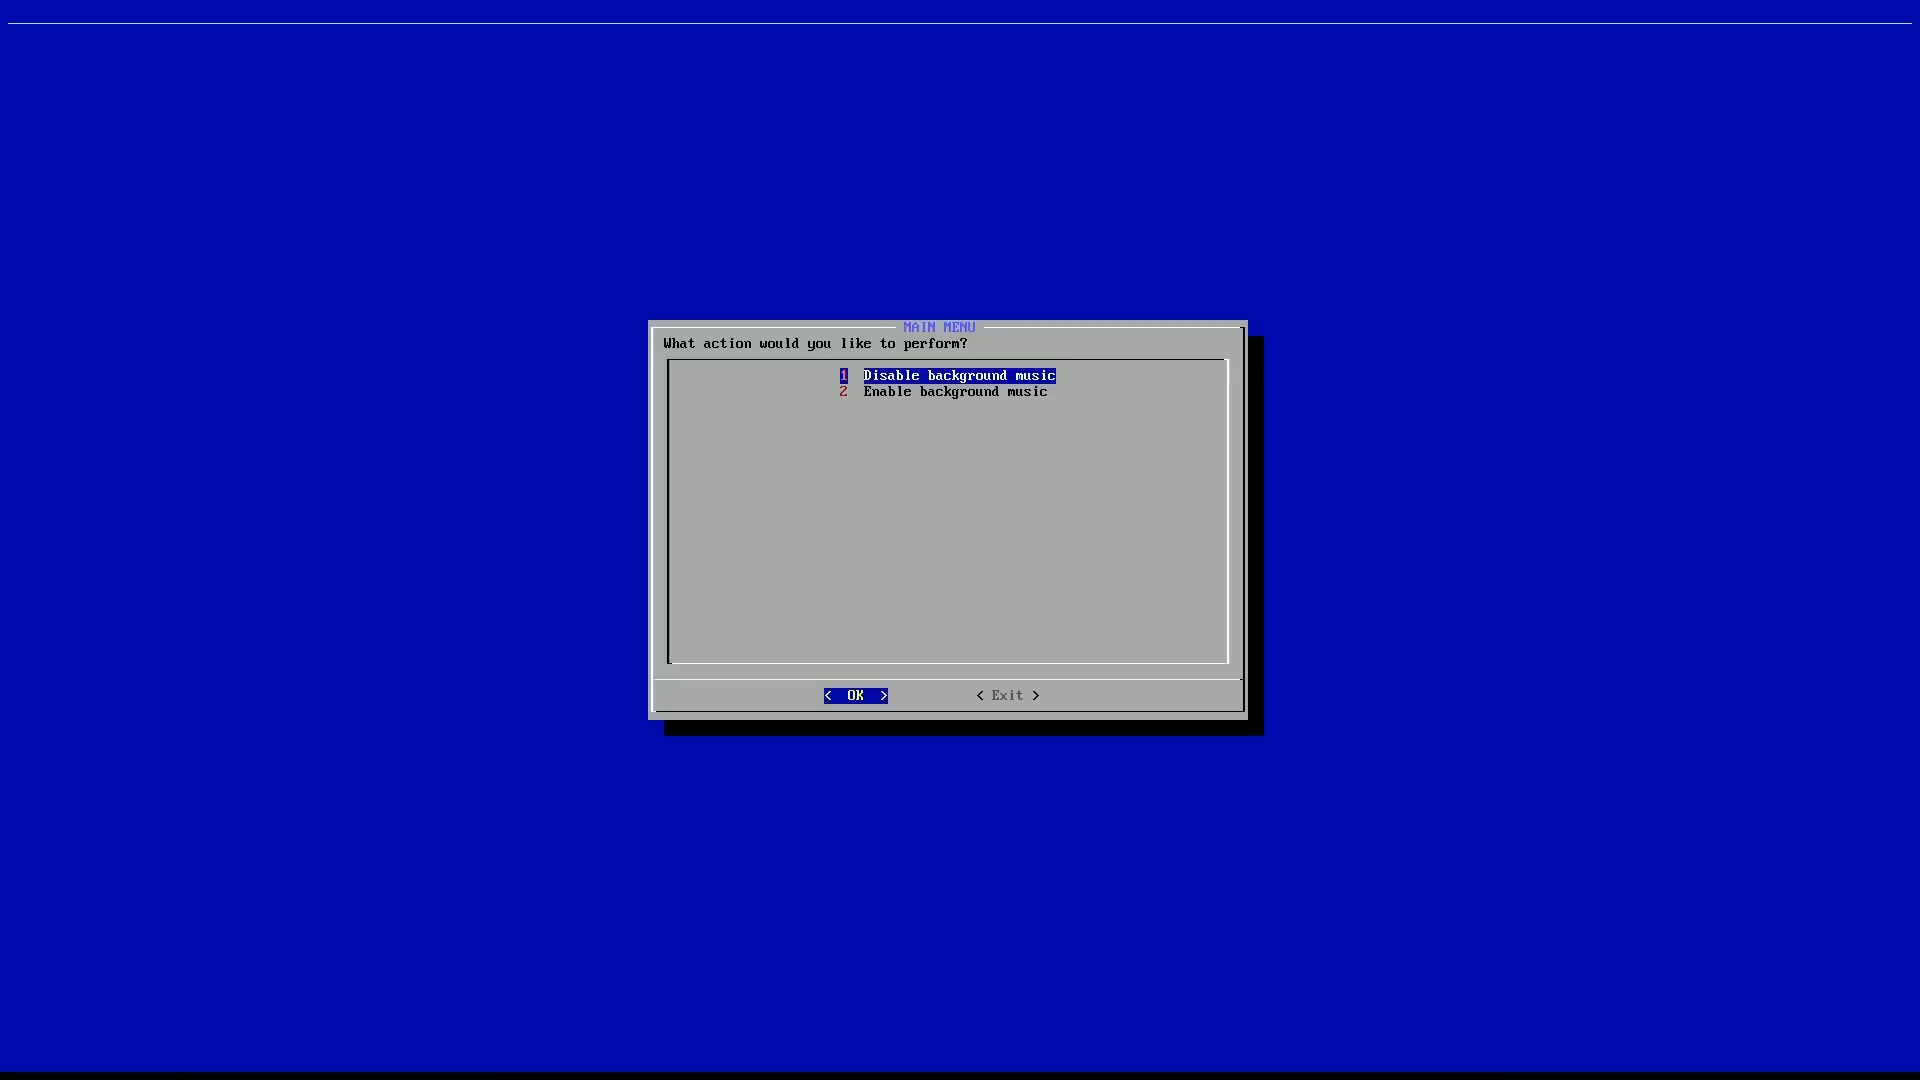 MAIN MENU
What action would you like to perform?
1 Disable background music
2 Enable background music
< OK > < Exit >